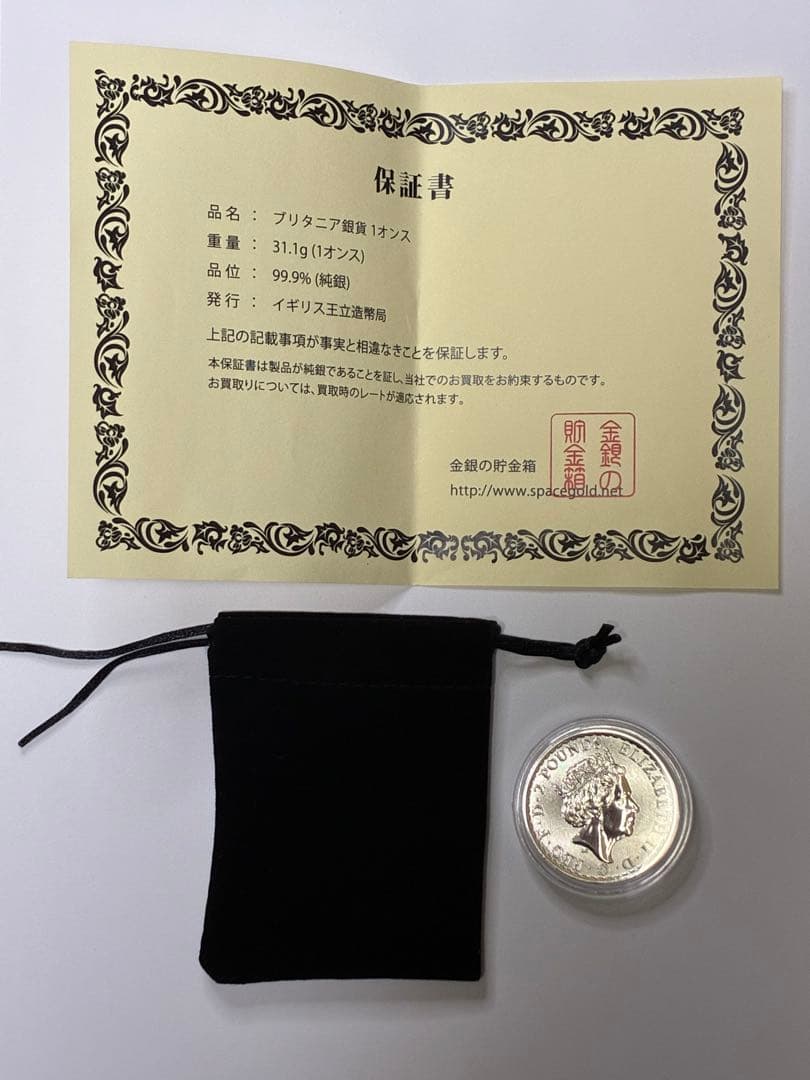 保証書
品名： ブリタニア銀貨 1オンス
重量： 31.1g (1オンス)
品位： 99.9% (純銀)
発行： イギリス王立造幣局
上記の記載事項が事実と相違なきことを保証します。
本保証書は製品が純銀であることを証し、当社でのお買取をお約束するものです。
お買取りについては、買取時のレートが適応されます。
金銀の貯金箱
http://www.spacegold.net
金銀の
貯金箱
ELIZABETH II · D · G · REG · F · D · 2 POUNDS